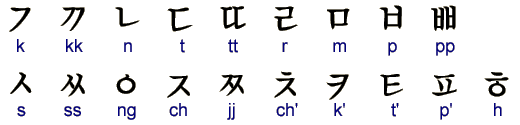 ㄱ ㄲ ㄴ ㄷ ㄸ ㄹ ㅁ ㅂ ㅃ
k kk n t tt r m p pp
ㅅ ㅆ ㅇ ㅈ ㅉ ㅊ ㅋ ㅌ ㅍ ㅎ
s ss ng ch jj ch' k' t' p' h